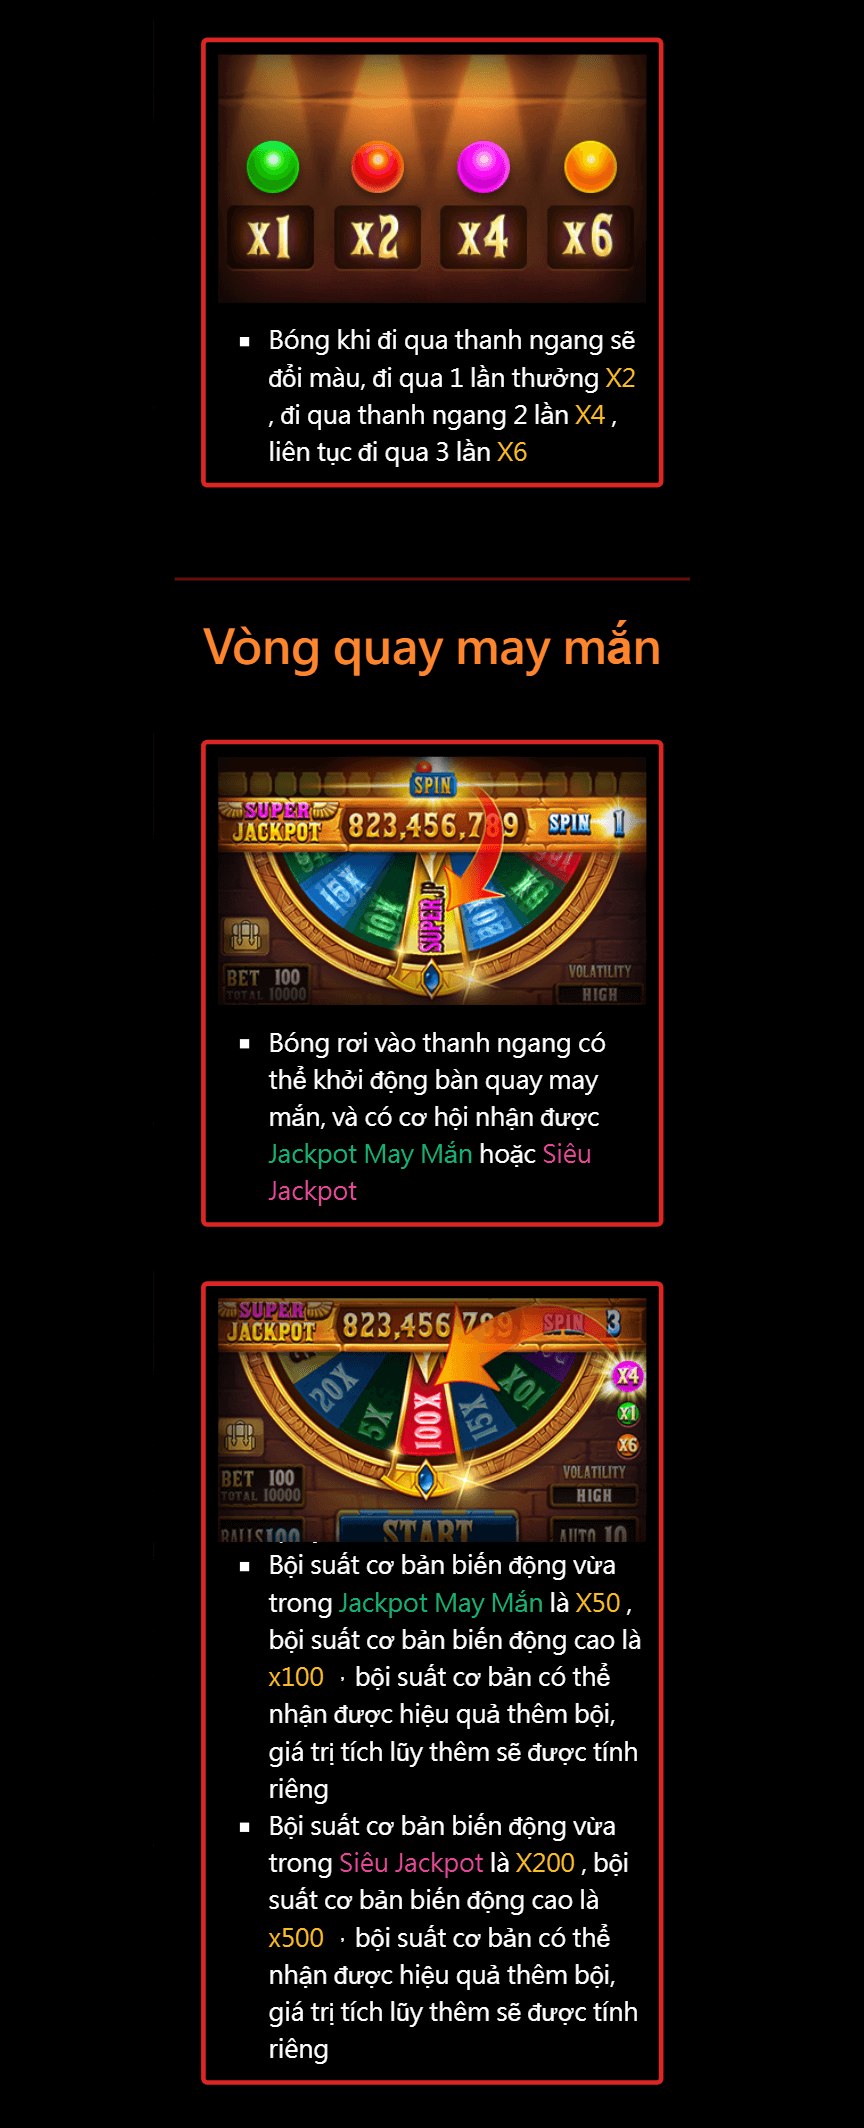 x1 x2 x4 x6
Bóng khi đi qua thanh ngang sẽ
đổi màu, đi qua 1 lần thưởng X2
, đi qua thanh ngang 2 lần X4 ,
liên tục đi qua 3 lần X6
Vòng quay may mắn
SPIN
SUPER
JACKPOT 823,456,789 SPIN 1
15X 10X SUPERJP 20X 5X
BET 100
TOTAL 10000
VOLATILITY
HIGH
Bóng rơi vào thanh ngang có
thể khởi động bàn quay may
mắn, và có cơ hội nhận được
Jackpot May Mắn hoặc Siêu
Jackpot
SUPER
JACKPOT 823,456,789 SPIN 3
X4
X1
X6
20X 5X 100X 15X 10X
BET 100
TOTAL 10000
VOLATILITY
HIGH
BALLS 100 START AUTO 10
Bội suất cơ bản biến động vừa
trong Jackpot May Mắn là X50 ,
bội suất cơ bản biến động cao là
x100 ，bội suất cơ bản có thể
nhận được hiệu quả thêm bội,
giá trị tích lũy thêm sẽ được tính
riêng
Bội suất cơ bản biến động vừa
trong Siêu Jackpot là X200 , bội
suất cơ bản biến động cao là
x500 ，bội suất cơ bản có thể
nhận được hiệu quả thêm bội,
giá trị tích lũy thêm sẽ được tính
riêng